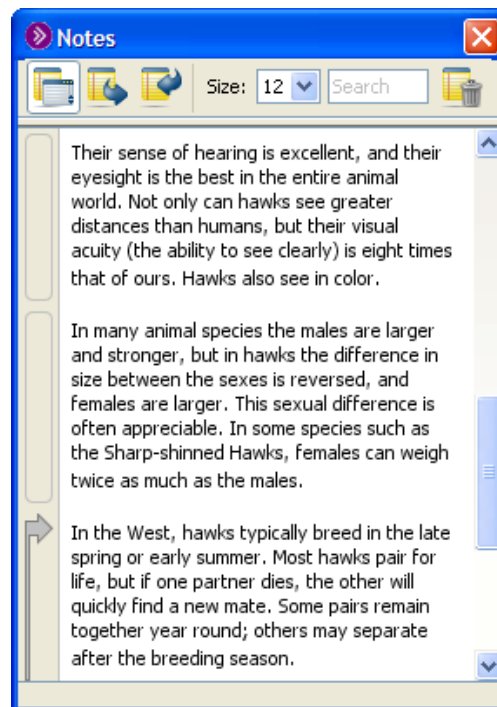 Notes
Size: 12 Search
Their sense of hearing is excellent, and their
eyesight is the best in the entire animal
world. Not only can hawks see greater
distances than humans, but their visual
acuity (the ability to see clearly) is eight times
that of ours. Hawks also see in color.
In many animal species the males are larger
and stronger, but in hawks the difference in
size between the sexes is reversed, and
females are larger. This sexual difference is
often appreciable. In some species such as
the Sharp-shinned Hawks, females can weigh
twice as much as the males.
In the West, hawks typically breed in the late
spring or early summer. Most hawks pair for
life, but if one partner dies, the other will
quickly find a new mate. Some pairs remain
together year round; others may separate
after the breeding season.